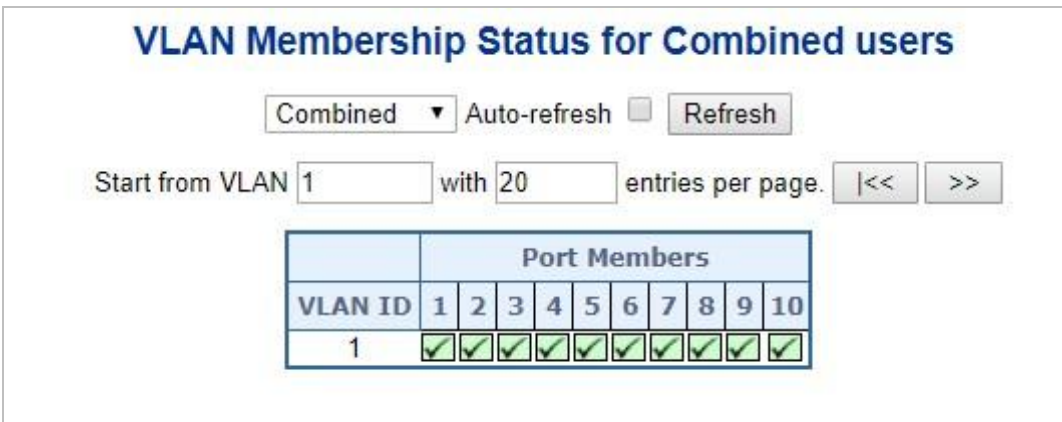 VLAN Membership Status for Combined users
Combined Auto-refresh Refresh
Start from VLAN 1 with 20 entries per page. |<< >>
Port Members
VLAN ID 1 2 3 4 5 6 7 8 9 10
1